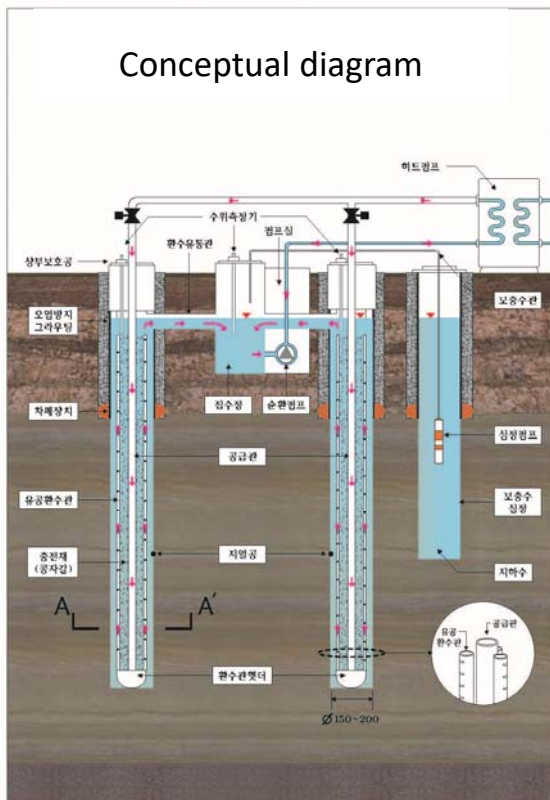 Conceptual diagram
히트펌프
수위측정기
환수유통관
펌프실
상부보호공
보충수관
오염방지
그라우팅
집수정
순환펌프
차폐장치
심정펌프
공급관
유공환수관
보충수
심정
충전재
(콩자갈)
지열공
지하수
A
A′
공급관
유공
환수관
환수관헷더
Ø150~200